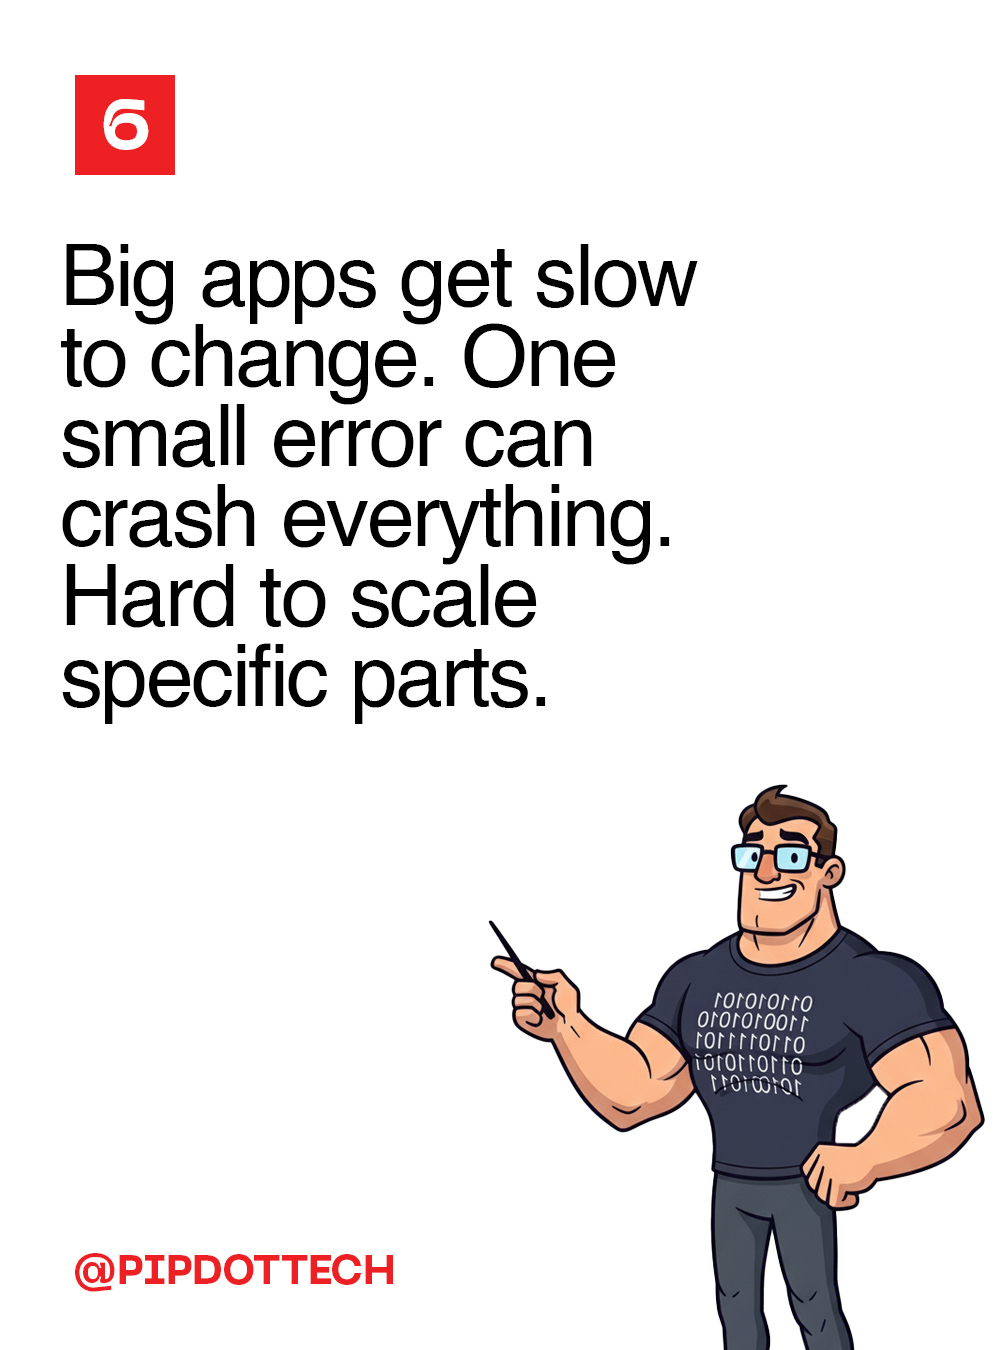 6
Big apps get slow
to change. One
small error can
crash everything.
Hard to scale
specific parts.
@PIPDOTTECH